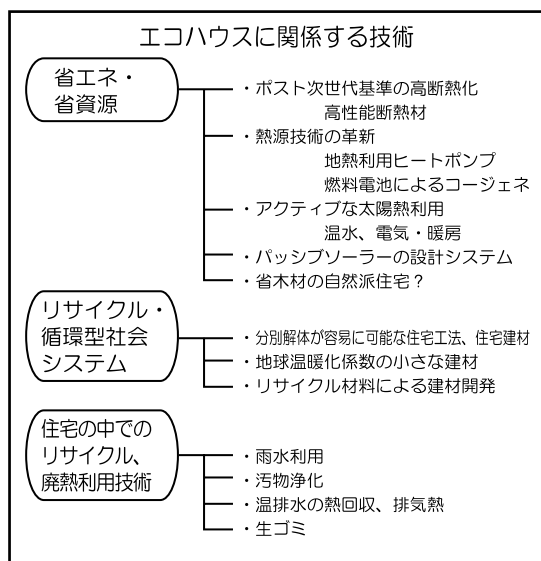 エコハウスに関係する技術
省エネ・
省資源
・ポスト次世代基準の高断熱化
高性能断熱材
・熱源技術の革新
地熱利用ヒートポンプ
燃料電池によるコージェネ
・アクティブな太陽熱利用
温水、電気・暖房
・パッシブソーラーの設計システム
・省木材の自然派住宅？
リサイクル・
循環型社会
システム
・分別解体が容易に可能な住宅工法、住宅建材
・地球温暖化係数の小さな建材
・リサイクル材料による建材開発
住宅の中での
リサイクル、
廃熱利用技術
・雨水利用
・汚物浄化
・温排水の熱回収、排気熱
・生ゴミ